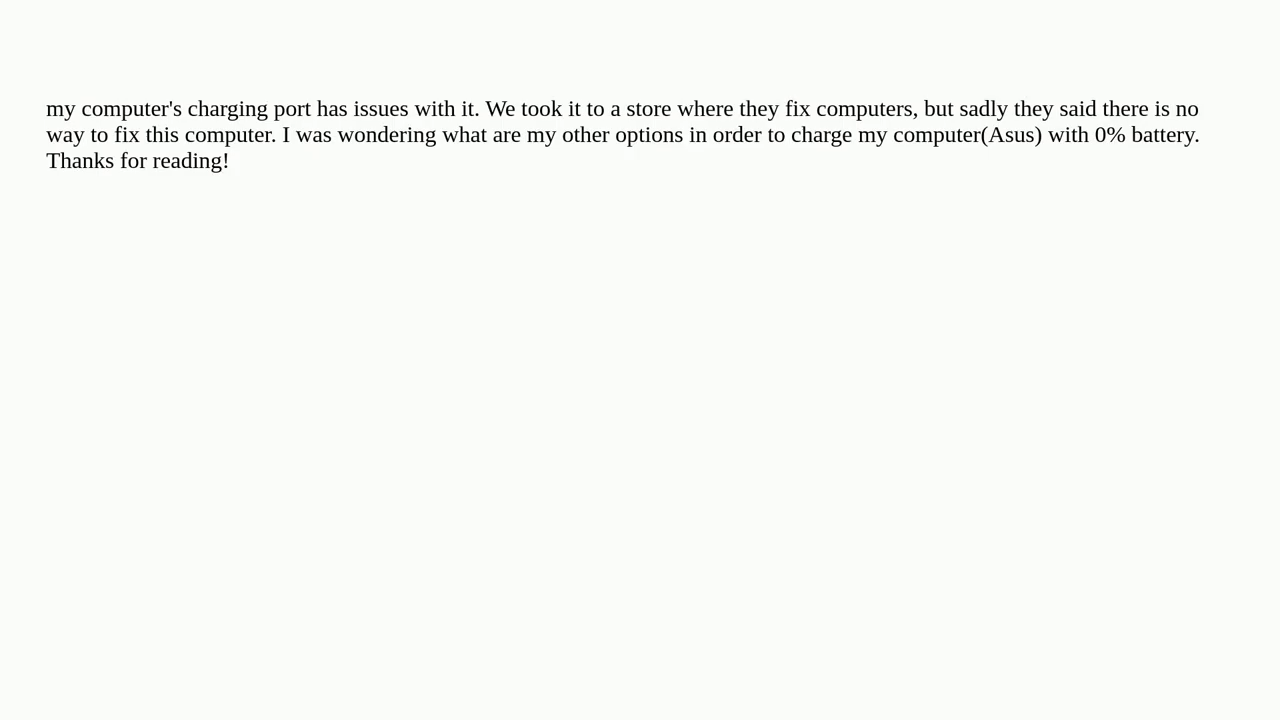 my computer's charging port has issues with it. We took it to a store where they fix computers, but sadly they said there is no
way to fix this computer. I was wondering what are my other options in order to charge my computer(Asus) with 0% battery.
Thanks for reading!